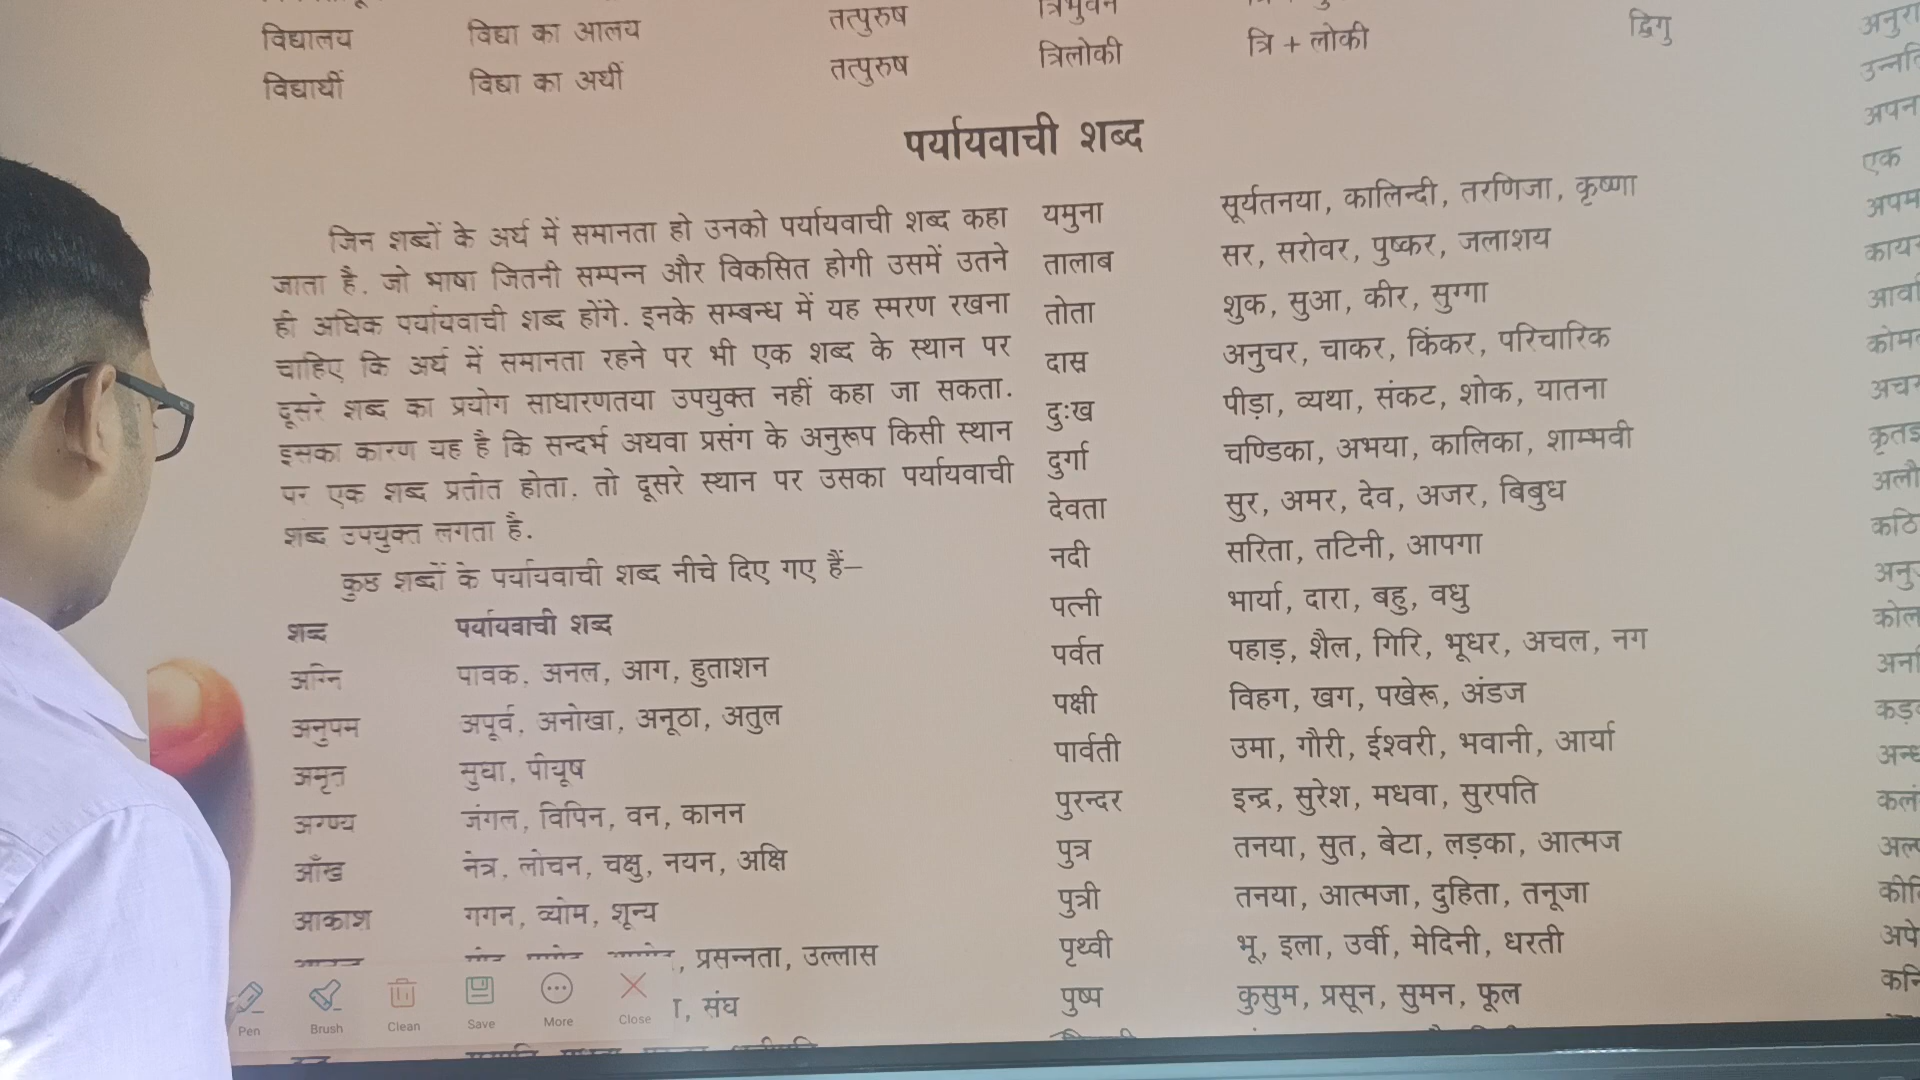 विद्यालय विद्या का आलय तत्पुरुष
विद्यार्थी विद्या का अर्थी तत्पुरुष
त्रिभुवन
त्रिलोकी त्रि + लोकी द्विगु
पर्यायवाची शब्द
जिन शब्दों के अर्थ में समानता हो उनको पर्यायवाची शब्द कहा
जाता है. जो भाषा जितनी सम्पन्न और विकसित होगी उसमें उतने
ही अधिक पर्यायवाची शब्द होंगे. इनके सम्बन्ध में यह स्मरण रखना
चाहिए कि अर्थ में समानता रहने पर भी एक शब्द के स्थान पर
दूसरे शब्द का प्रयोग साधारणतया उपयुक्त नहीं कहा जा सकता.
इसका कारण यह है कि सन्दर्भ अथवा प्रसंग के अनुरूप किसी स्थान
पर एक शब्द प्रतीत होता, तो दूसरे स्थान पर उसका पर्यायवाची
शब्द उपयुक्त लगता है.
कुछ शब्दों के पर्यायवाची शब्द नीचे दिए गए हैं–
शब्द पर्यायवाची शब्द
अग्नि पावक, अनल, आग, हुताशन
अनुपम अपूर्व, अनोखा, अनूठा, अतुल
अमृत सुधा, पीयूष
अरण्य जंगल, विपिन, वन, कानन
आँख नेत्र, लोचन, चक्षु, नयन, अक्षि
आकाश गगन, व्योम, शून्य
, प्रसन्नता, उल्लास
, संघ
यमुना सूर्यतनया, कालिन्दी, तरणिजा, कृष्णा
तालाब सर, सरोवर, पुष्कर, जलाशय
तोता शुक, सुआ, कीर, सुग्गा
दास अनुचर, चाकर, किंकर, परिचारिक
दुःख पीड़ा, व्यथा, संकट, शोक, यातना
दुर्गा चण्डिका, अभया, कालिका, शाम्भवी
देवता सुर, अमर, देव, अजर, बिबुध
नदी सरिता, तटिनी, आपगा
पत्नी भार्या, दारा, बहु, वधु
पर्वत पहाड़, शैल, गिरि, भूधर, अचल, नग
पक्षी विहग, खग, पखेरू, अंडज
पार्वती उमा, गौरी, ईश्वरी, भवानी, आर्या
पुरन्दर इन्द्र, सुरेश, मधवा, सुरपति
पुत्र तनया, सुत, बेटा, लड़का, आत्मज
पुत्री तनया, आत्मजा, दुहिता, तनूजा
पृथ्वी भू, इला, उर्वी, मेदिनी, धरती
पुष्प कुसुम, प्रसून, सुमन, फूल
एक
Pen Brush Clean Save More Close